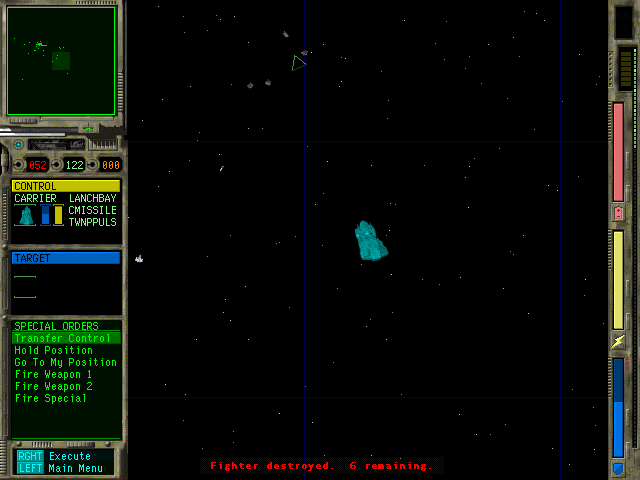 052 122 000
CONTROL
CARRIER LANCHBAY
CMISSILE
TWNPPULS
TARGET
SPECIAL ORDERS
Transfer Control
Hold Position
Go To My Position
Fire Weapon 1
Fire Weapon 2
Fire Special
RGHT Execute
LEFT Main Menu
Fighter destroyed. 6 remaining.